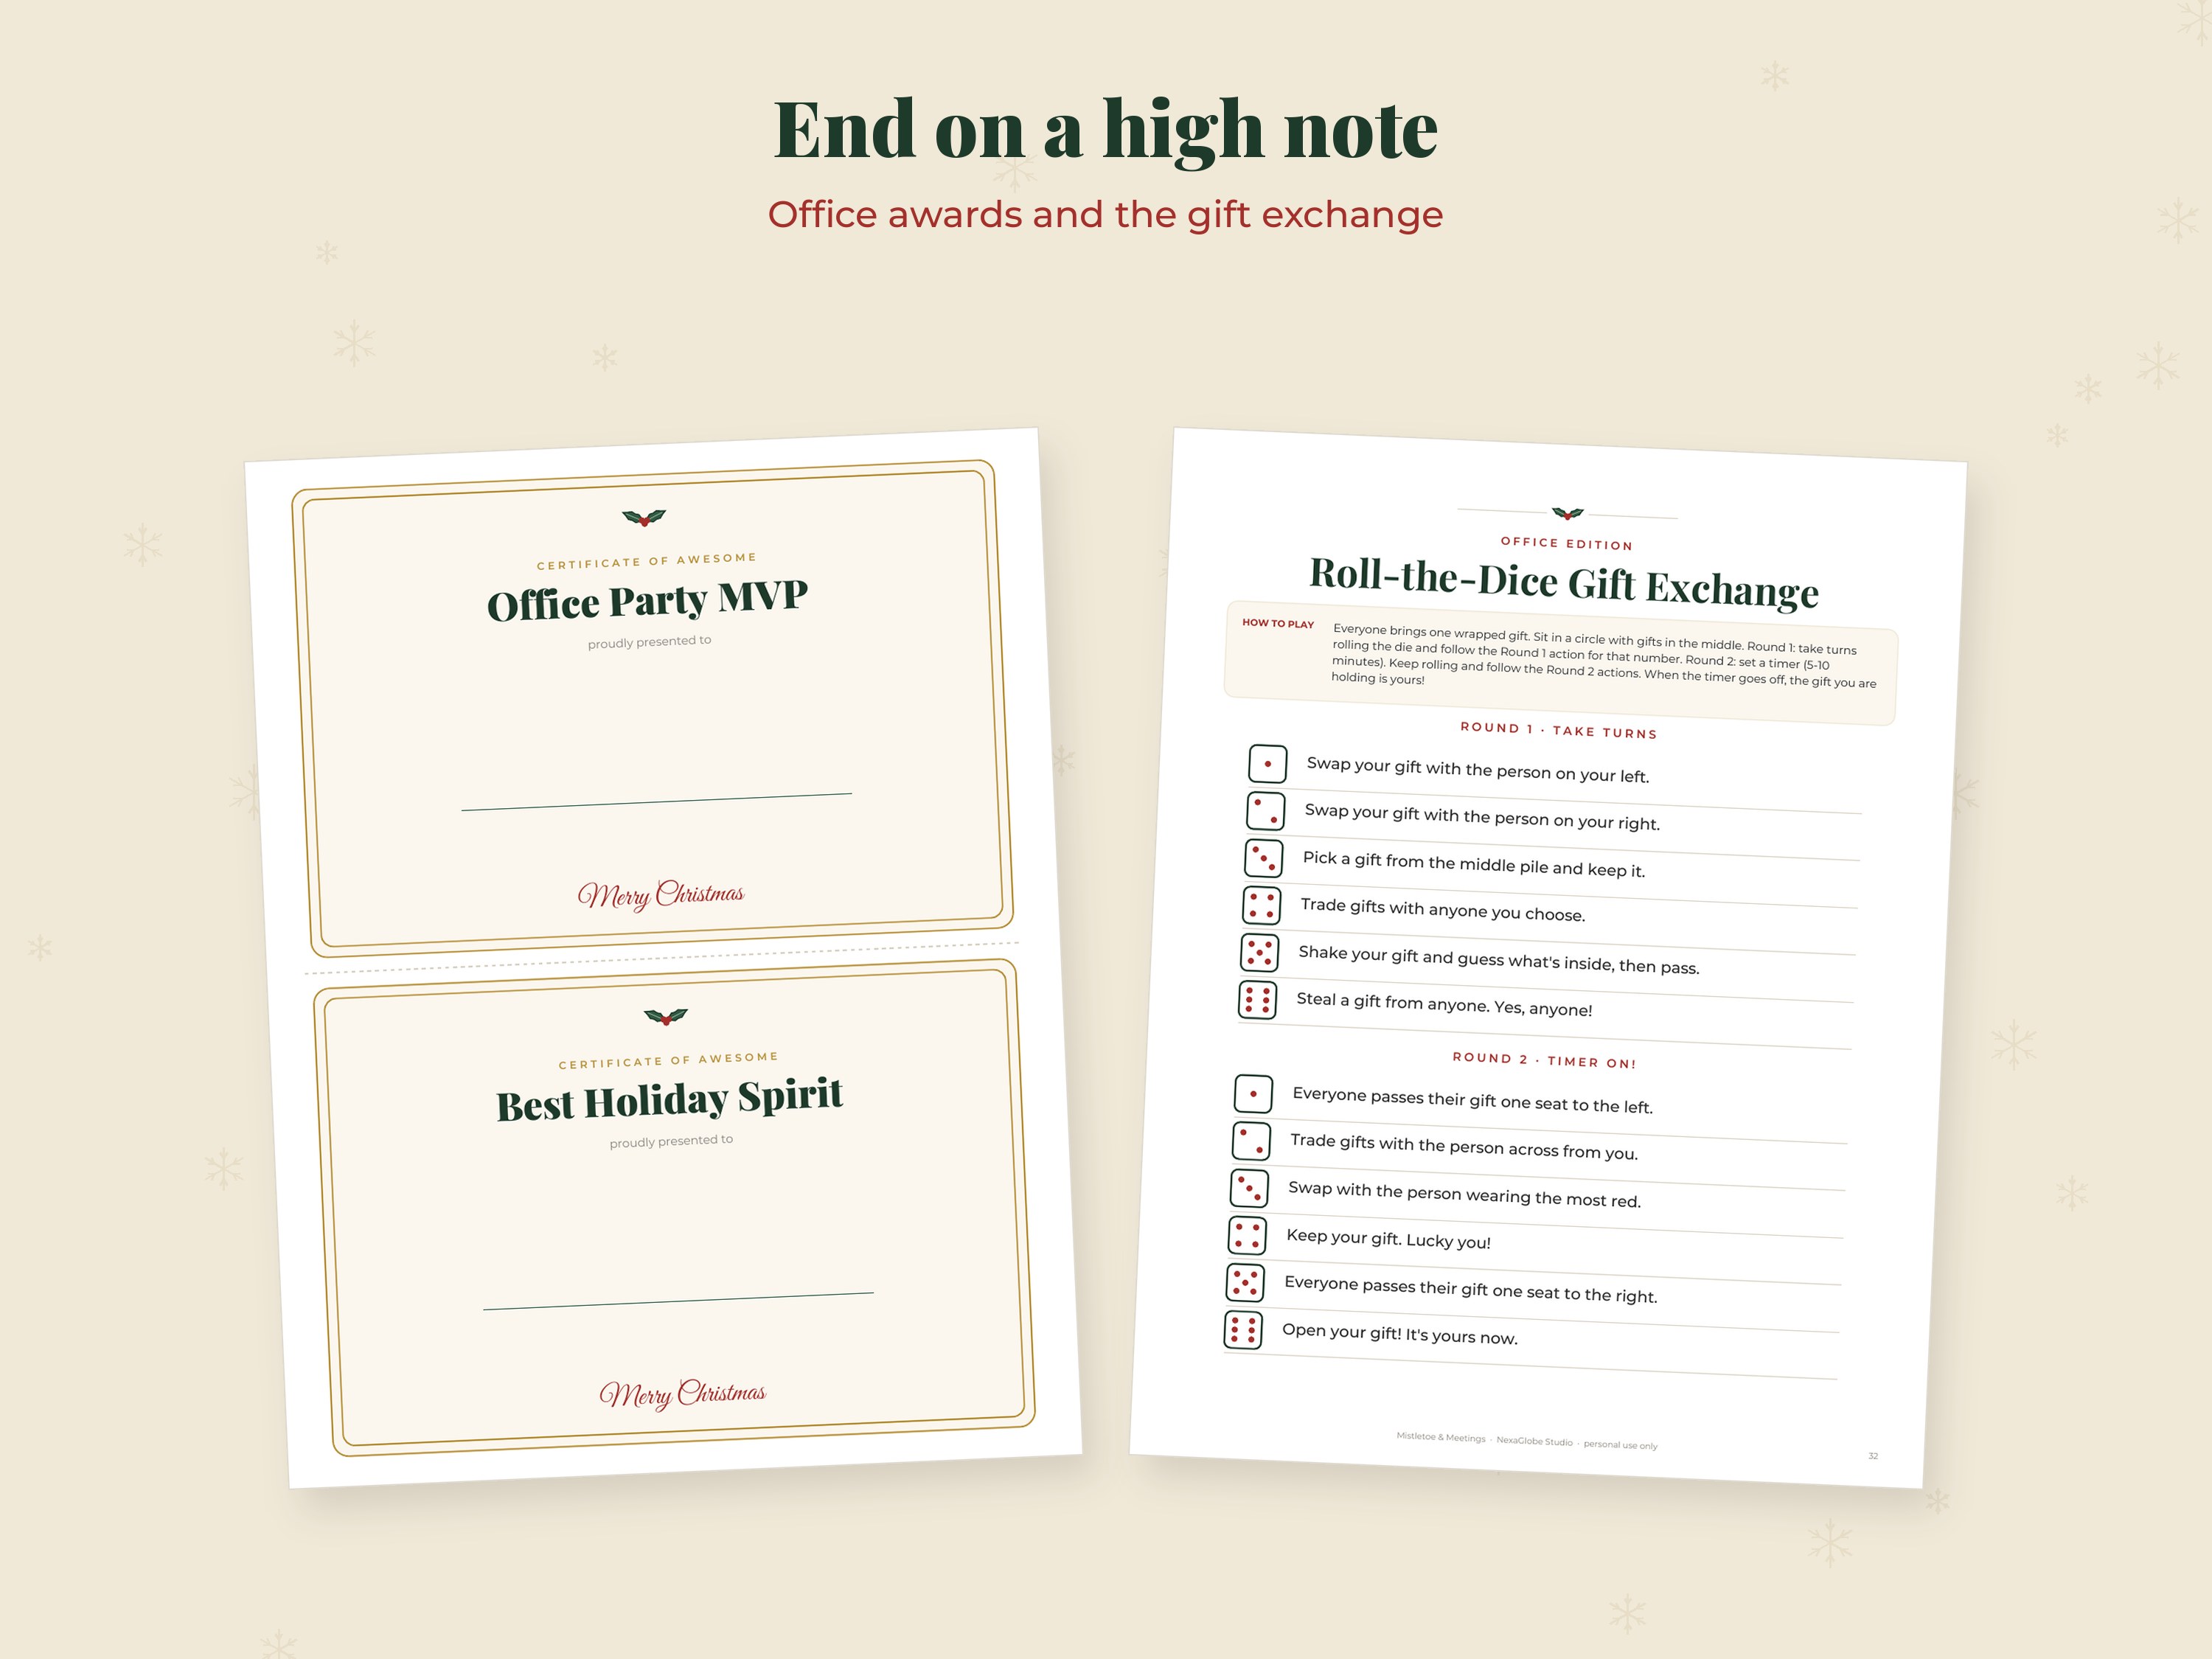 End on a high note
Office awards and the gift exchange
CERTIFICATE OF AWESOME
Office Party MVP
proudly presented to
Merry Christmas
CERTIFICATE OF AWESOME
Best Holiday Spirit
proudly presented to
Merry Christmas
OFFICE EDITION
Roll-the-Dice Gift Exchange
HOW TO PLAY
Everyone brings one wrapped gift. Sit in a circle with gifts in the middle. Round 1: take turns
rolling the die and follow the Round 1 action for that number. Round 2: set a timer (5-10
minutes). Keep rolling and follow the Round 2 actions. When the timer goes off, the gift you are
holding is yours!
ROUND 1 · TAKE TURNS
Swap your gift with the person on your left.
Swap your gift with the person on your right.
Pick a gift from the middle pile and keep it.
Trade gifts with anyone you choose.
Shake your gift and guess what's inside, then pass.
Steal a gift from anyone. Yes, anyone!
ROUND 2 · TIMER ON!
Everyone passes their gift one seat to the left.
Trade gifts with the person across from you.
Swap with the person wearing the most red.
Keep your gift. Lucky you!
Everyone passes their gift one seat to the right.
Open your gift! It's yours now.
Mistletoe & Meetings · NexaGlobe Studio · personal use only
32